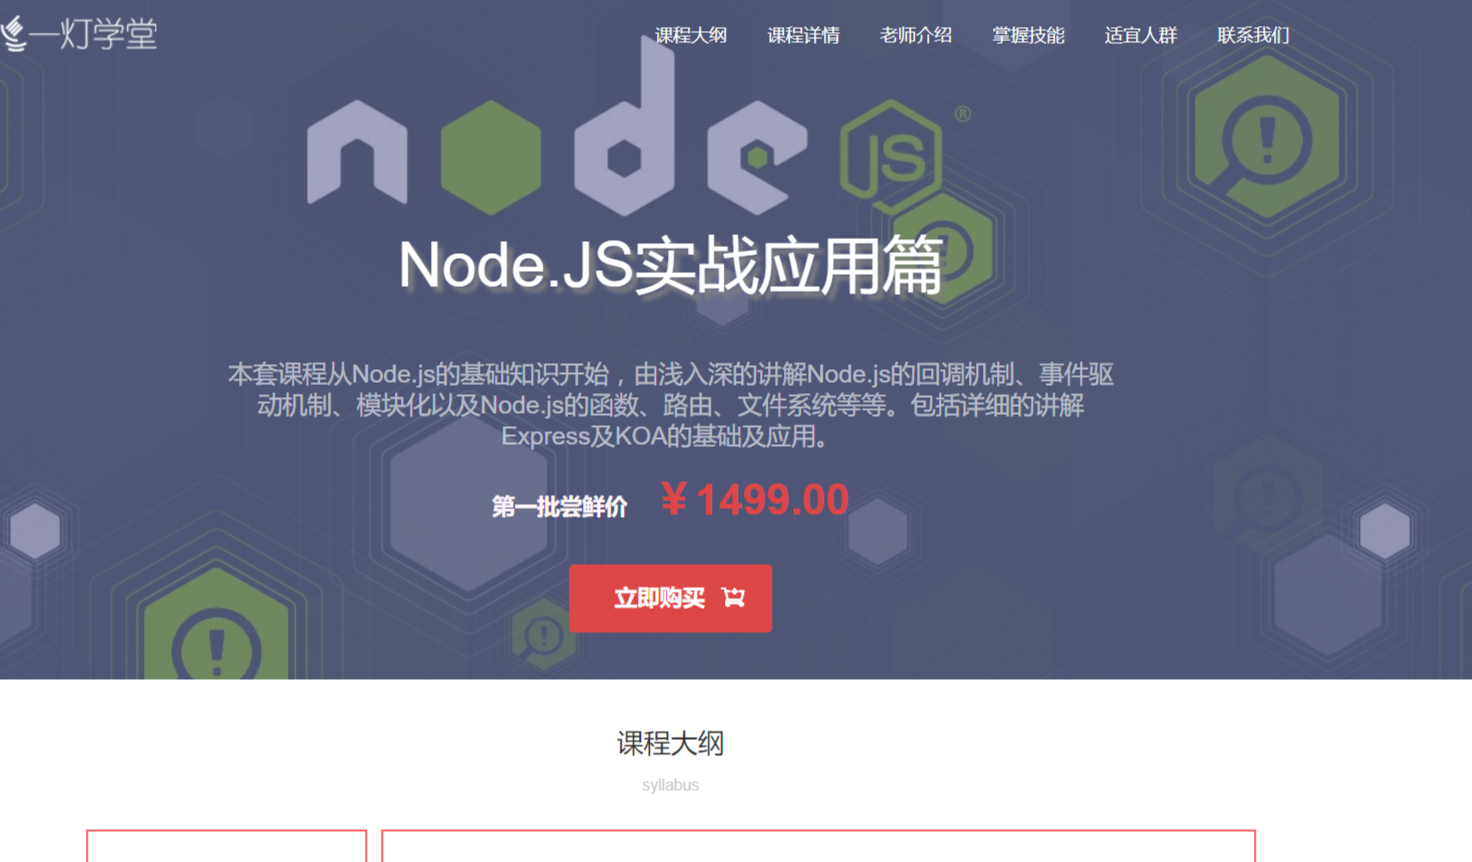 一灯学堂
课程大纲 课程详情 老师介绍 掌握技能 适宜人群 联系我们
node JS ®
Node.JS实战应用篇
本套课程从Node.js的基础知识开始，由浅入深的讲解Node.js的回调机制、事件驱
动机制、模块化以及Node.js的函数、路由、文件系统等等。包括详细的讲解
Express及KOA的基础及应用。
第一批尝鲜价 ￥1499.00
立即购买
课程大纲
syllabus